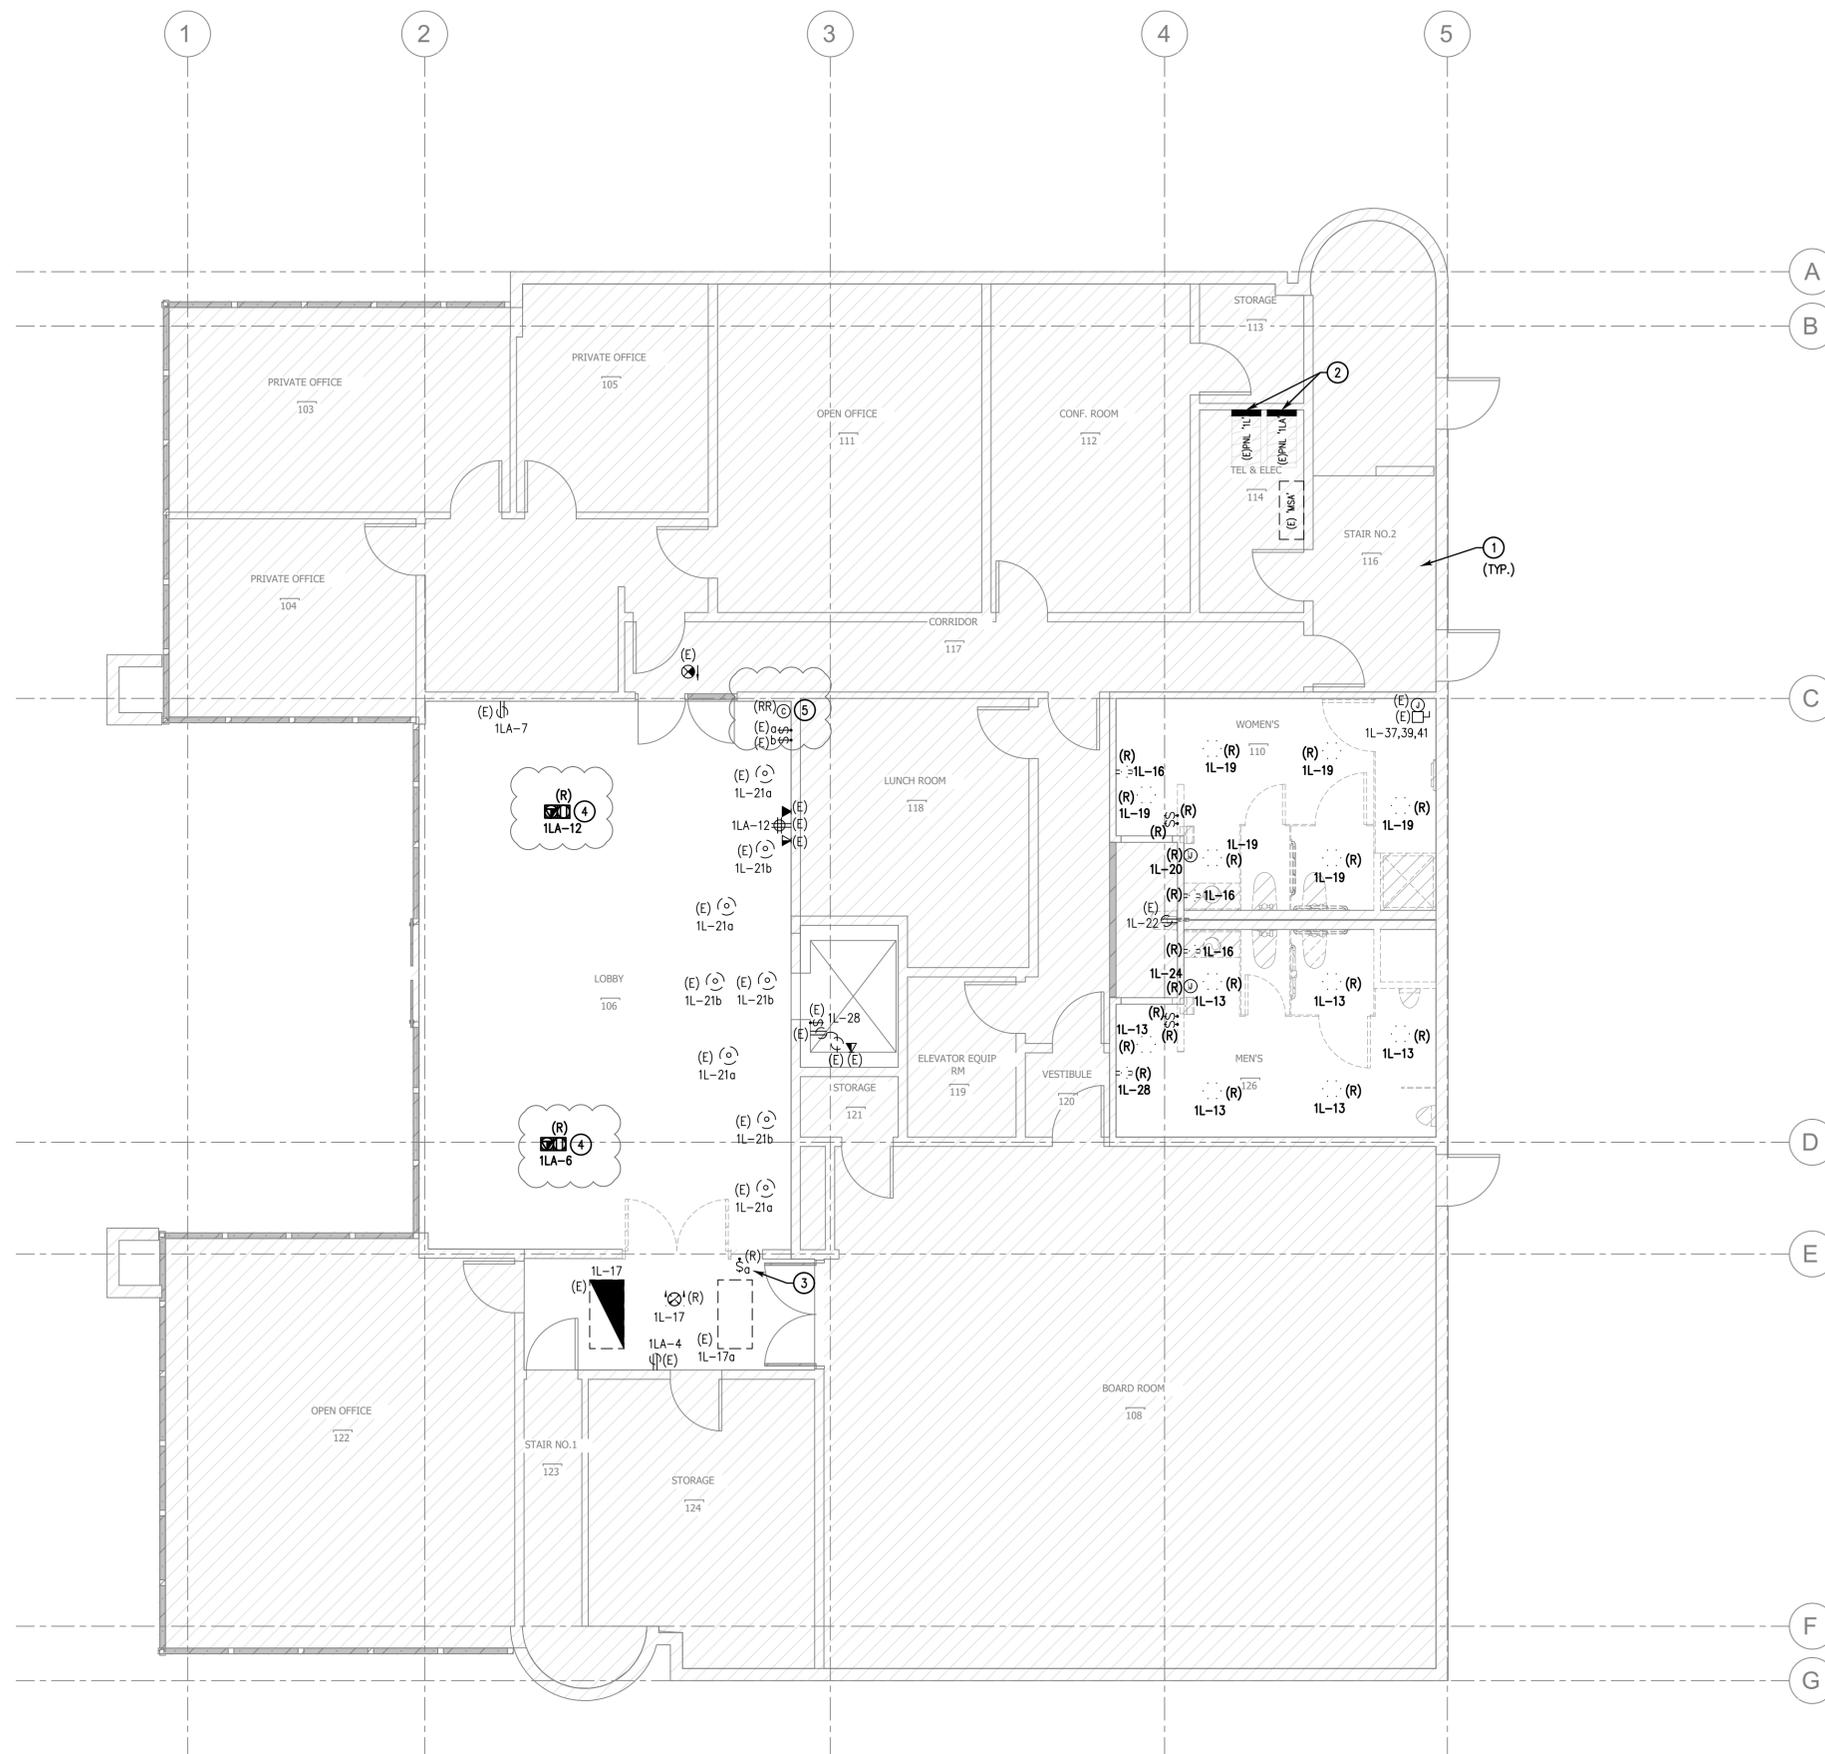 1
2
3
4
5
A
B
STORAGE
113
PRIVATE OFFICE
105
2
PRIVATE OFFICE
103
OPEN OFFICE
111
CONF. ROOM
112
(E)PNL '1L'
(E)PNL '1LA'
TEL & ELEC
114
(E) 'MSA'
STAIR NO.2
116
1
(TYP.)
PRIVATE OFFICE
104
CORRIDOR
117
(E)
C
(E)
1LA-7
(RR) C 5
(E)a
(E)b
(E) J
(E)
1L-37,39,41
WOMEN'S
110
(R)
1L-19
(R)
1L-19
(R)
1L-16
(R)
1L-19
(R)
(R)
(R)
1L-19
(E)
1L-21a
LUNCH ROOM
118
(R)
4
1LA-12
(E)
1LA-12 (E)
(E)
(E)
1L-21b
1L-19
(R)
(R)
1L-19
(R) J
1L-20
(R) 1L-16
(E)
1L-22
(E)
1L-21a
(R) 1L-16
1L-24
(R) J
(R)
1L-13
(R)
1L-13
LOBBY
106
(E)
1L-21b
(E)
1L-21b
(E)
1L-28
(E)
(E) (E)
(R)
(R)
1L-13
(R)
(R)
1L-13
(E)
1L-21a
ELEVATOR EQUIP
RM
119
VESTIBULE
120
MEN'S
126
(R)
1L-28
(R)
1L-13
(R)
1L-13
STORAGE
121
(E)
1L-21b
(R)
4
1LA-6
D
(E)
1L-21a
E
$a
(R)
3
1L-17
(E)
(R)
1L-17
1LA-4
(E)
(E)
1L-17a
BOARD ROOM
108
OPEN OFFICE
122
STAIR NO.1
123
STORAGE
124
F
G